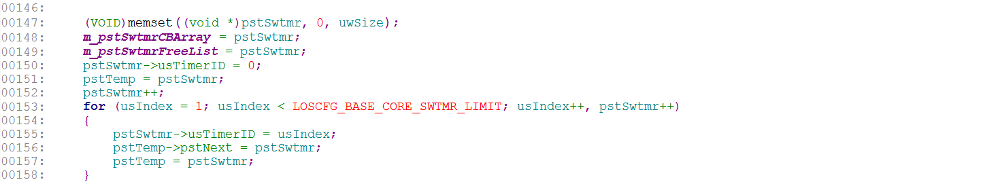 00146:
00147:     (VOID)memset((void *)pstSwtmr, 0, uwSize);
00148:     m_pstSwtmrCBArray = pstSwtmr;
00149:     m_pstSwtmrFreeList = pstSwtmr;
00150:     pstSwtmr->usTimerID = 0;
00151:     pstTemp = pstSwtmr;
00152:     pstSwtmr++;
00153:     for (usIndex = 1; usIndex < LOSCFG_BASE_CORE_SWTMR_LIMIT; usIndex++, pstSwtmr++)
00154:     {
00155:         pstSwtmr->usTimerID = usIndex;
00156:         pstTemp->pstNext = pstSwtmr;
00157:         pstTemp = pstSwtmr;
00158:     }